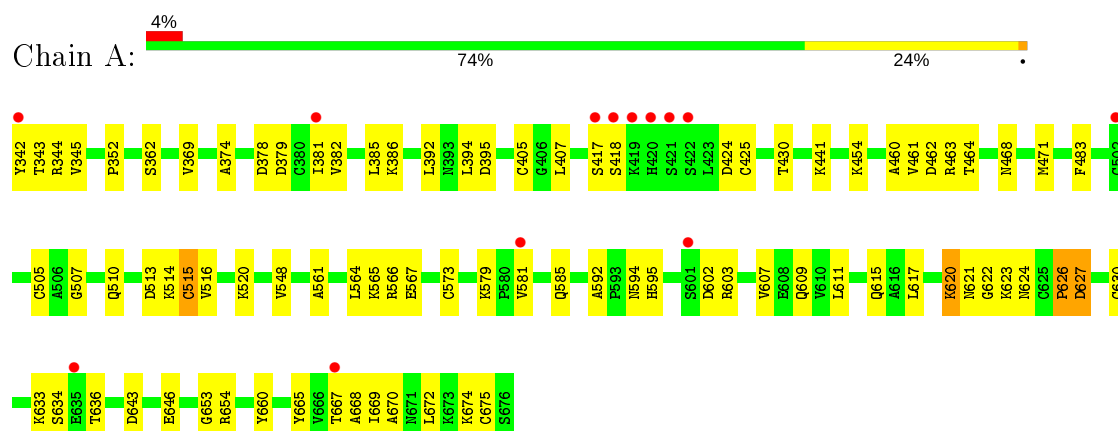 4%
Chain A:
74% 24% •
Y342 T343 R344 V345 P352 S362 V369 A374 D378 D379 C380 I381 V382 L385 K386 L392 N393 L394 D395 C405 G406 L407 S417 S418 K419 H420 S421 S422 L423 D424 C425 T430 K441 K454 A460 V461 D462 R463 T464 N468 M471 F483
C505 A506 G507 Q510 D513 K514 C515 V516 K520 V548 A561 L564 K565 R566 E567 C573 K579 P580 V581 Q585 A592 P593 N594 H595 S601 D602 R603 V607 E608 Q609 V610 L611 Q615 A616 L617 K620 N621 G622 K623 N624 C625 P626 D627
K633 S634 E635 T636 D643 E646 G653 R654 Y660 Y665 V666 T667 A668 I669 A670 N671 L672 K673 K674 C675 S676